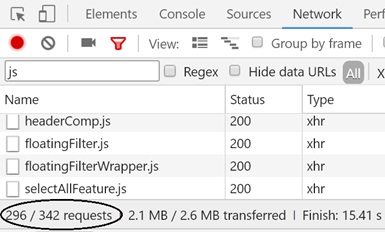 Elements Console Sources Network
View: Group by frame
js Regex Hide data URLs All X
Name Status Type
headerComp.js 200 xhr
floatingFilter.js 200 xhr
floatingFilterWrapper.js 200 xhr
selectAllFeature.js 200 xhr
296 / 342 requests 2.1 MB / 2.6 MB transferred | Finish: 15.41 s